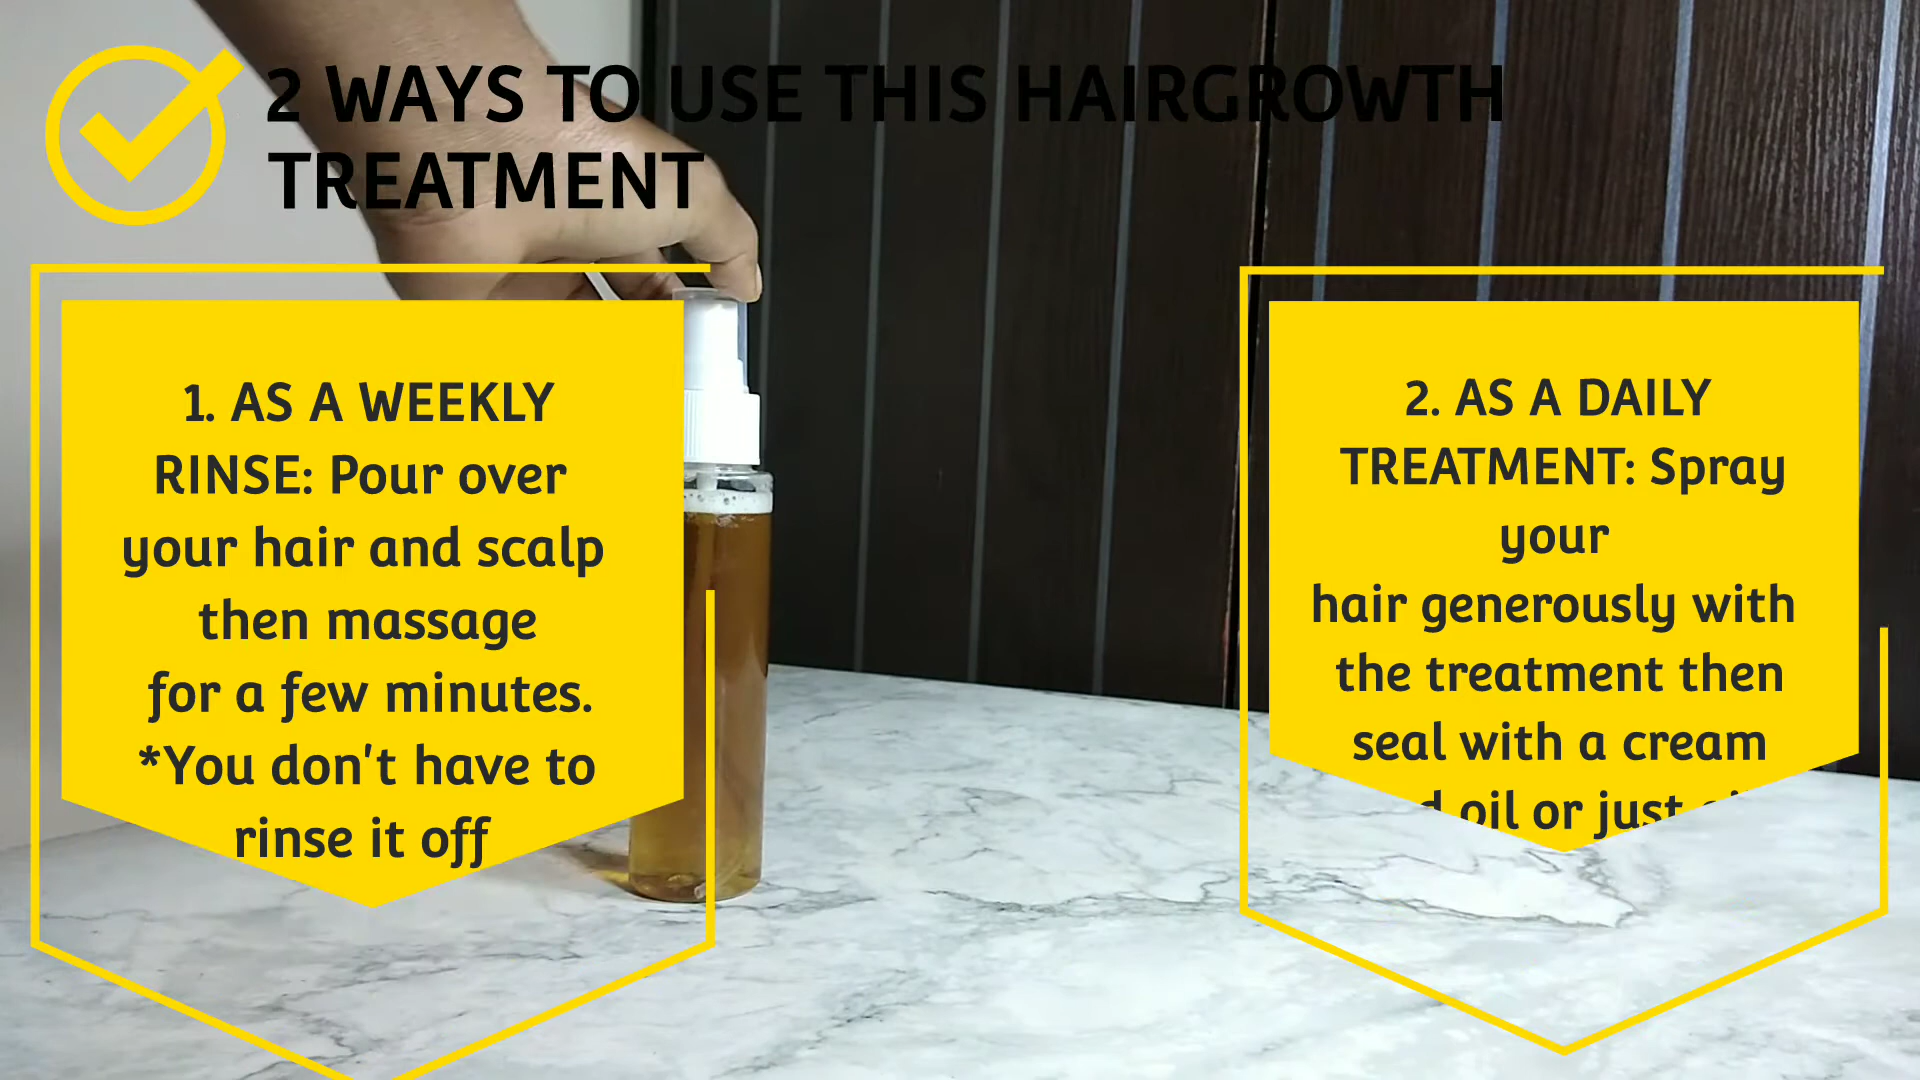 2 WAYS TO USE THIS HAIRGROWTH
TREATMENT
1. AS A WEEKLY
RINSE: Pour over
your hair and scalp
then massage
for a few minutes.
*You don't have to
rinse it off
2. AS A DAILY
TREATMENT: Spray
your
hair generously with
the treatment then
seal with a cream
oil or just